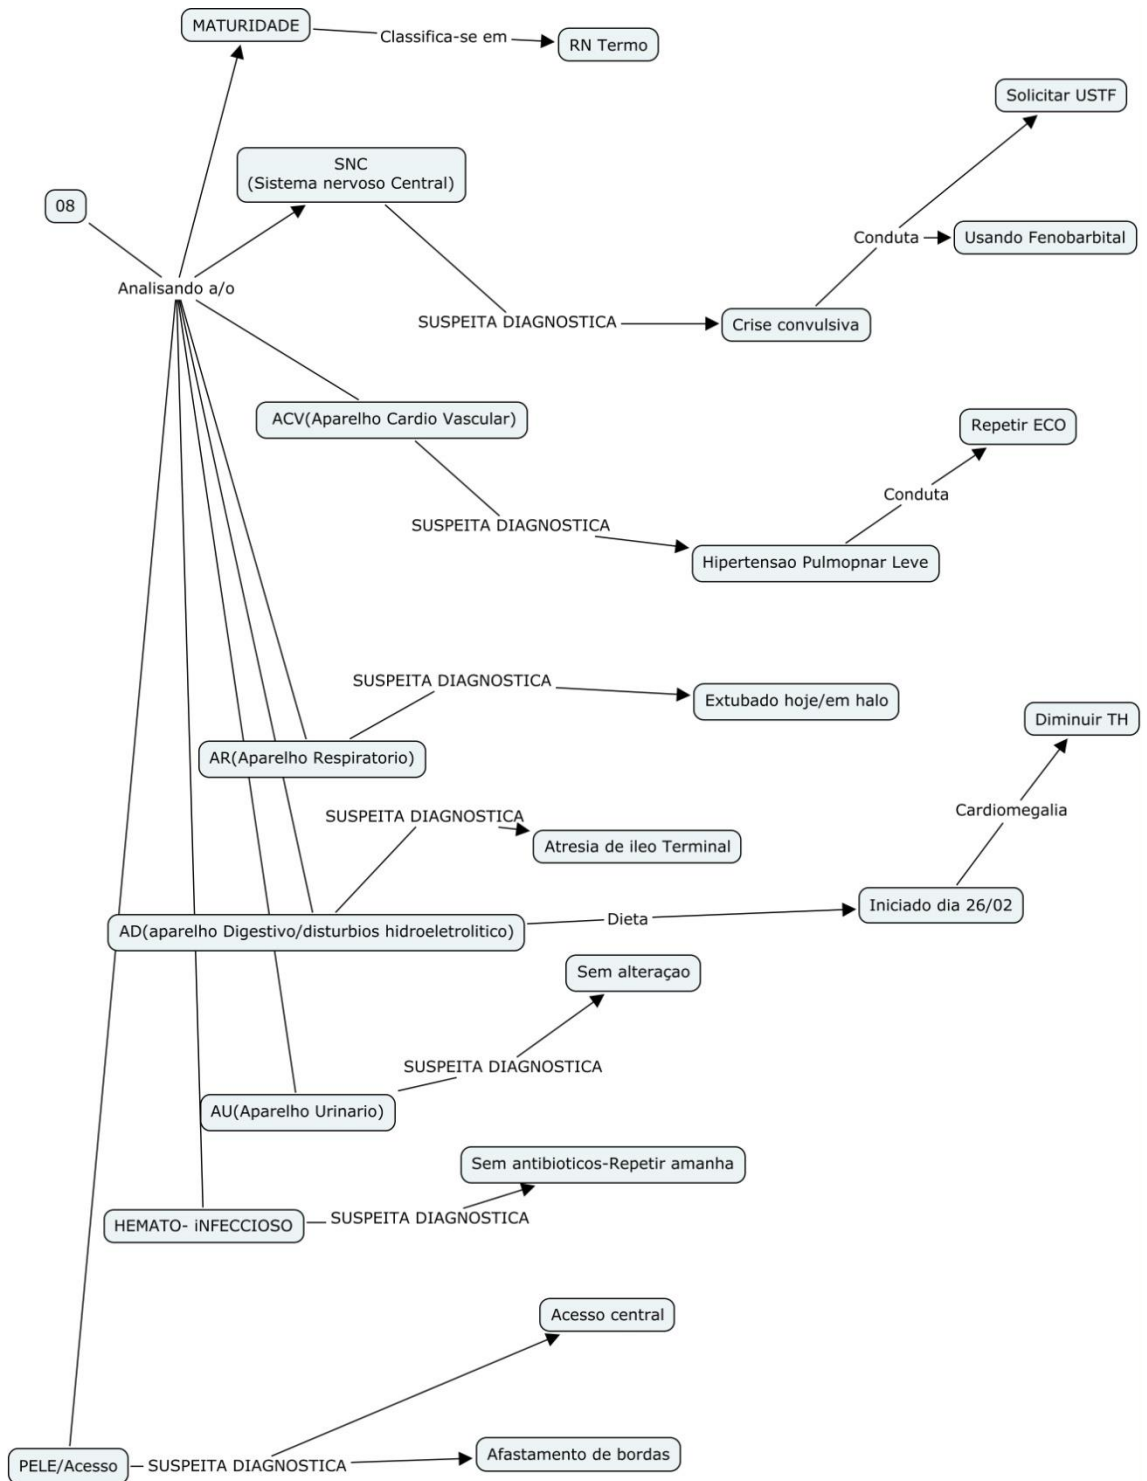 MATURIDADE
Classifica-se em
RN Termo
Solicitar USTF
SNC
(Sistema nervoso Central)
08
Conduta
Usando Fenobarbital
Analisando a/o
SUSPEITA DIAGNOSTICA
Crise convulsiva
ACV(Aparelho Cardio Vascular)
Repetir ECO
Conduta
SUSPEITA DIAGNOSTICA
Hipertensao Pulmopnar Leve
SUSPEITA DIAGNOSTICA
Extubado hoje/em halo
Diminuir TH
AR(Aparelho Respiratorio)
SUSPEITA DIAGNOSTICA
Cardiomegalia
Atresia de ileo Terminal
AD(aparelho Digestivo/disturbios hidroeletrolitico)
Dieta
Iniciado dia 26/02
Sem alteraçao
SUSPEITA DIAGNOSTICA
AU(Aparelho Urinario)
Sem antibioticos-Repetir amanha
HEMATO- iNFECCIOSO
SUSPEITA DIAGNOSTICA
Acesso central
PELE/Acesso
SUSPEITA DIAGNOSTICA
Afastamento de bordas